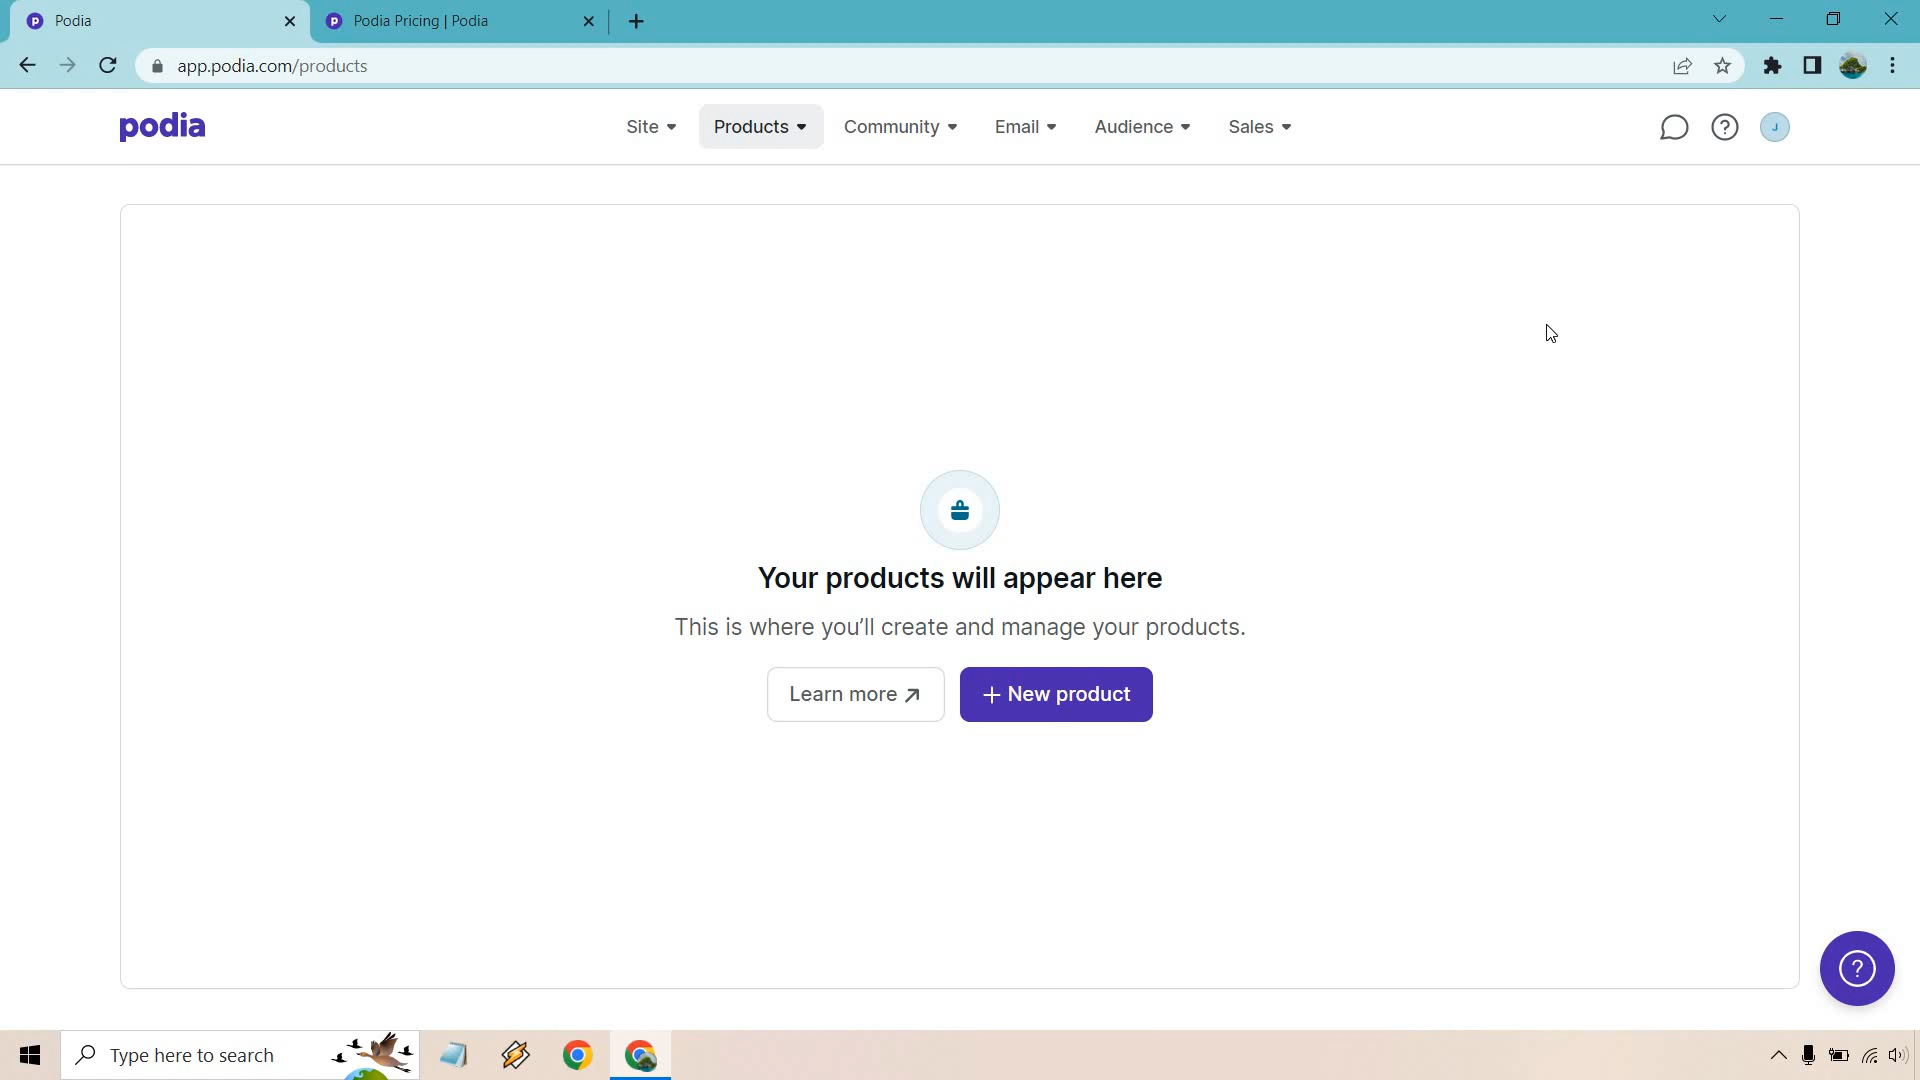 Podia
Podia Pricing | Podia
app.podia.com/products
podia
Site
Products
Community
Email
Audience
Sales
J
Your products will appear here
This is where you’ll create and manage your products.
Learn more
New product
Type here to search